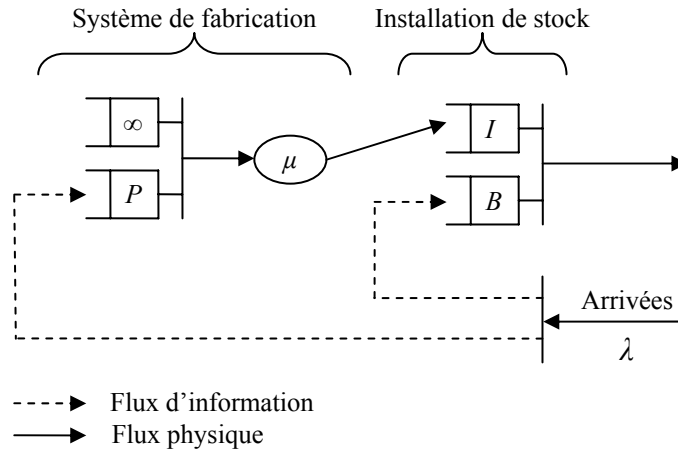 Système de fabrication
Installation de stock
∞
I
μ
P
B
Arrivées
λ
Flux d'information
Flux physique